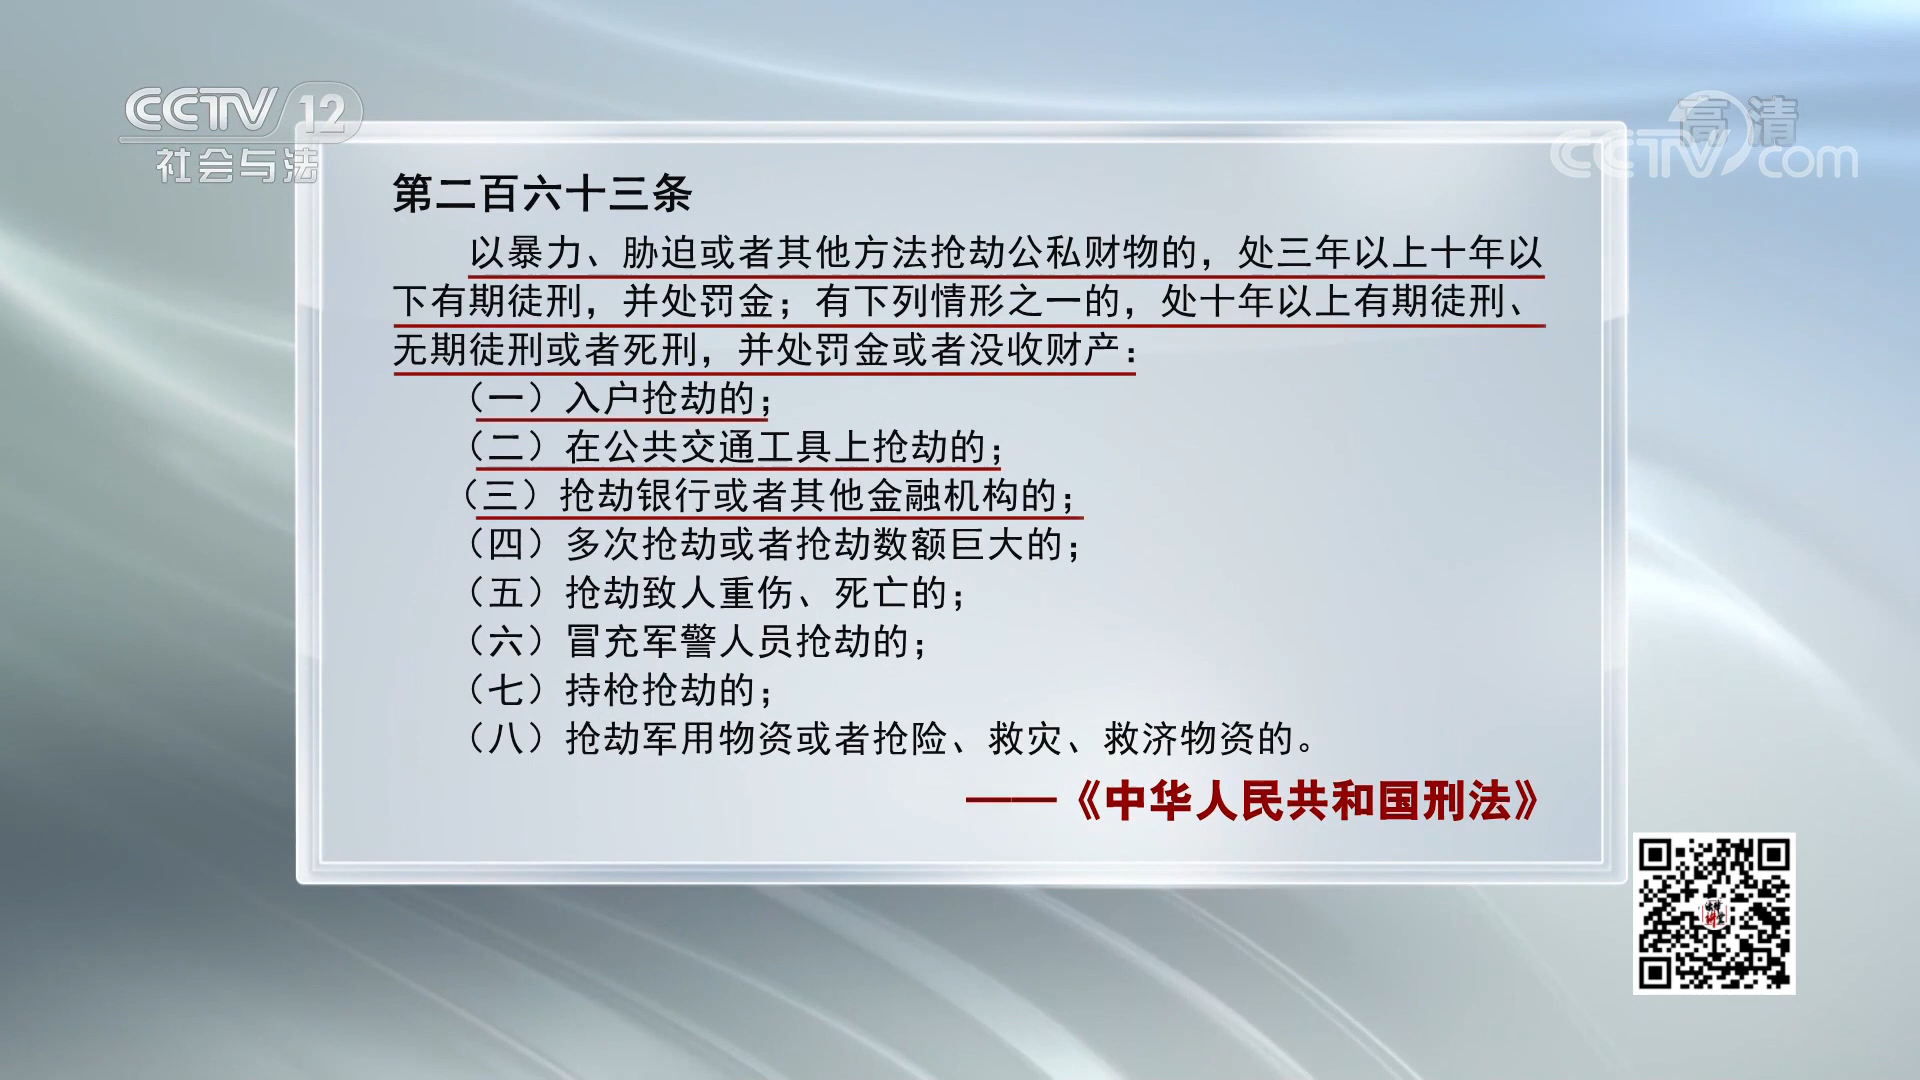 CCTV 12
社会与法
高清
CCTV com
第二百六十三条
以暴力、胁迫或者其他方法抢劫公私财物的，处三年以上十年以
下有期徒刑，并处罚金；有下列情形之一的，处十年以上有期徒刑、
无期徒刑或者死刑，并处罚金或者没收财产：
（一）入户抢劫的；
（二）在公共交通工具上抢劫的；
（三）抢劫银行或者其他金融机构的；
（四）多次抢劫或者抢劫数额巨大的；
（五）抢劫致人重伤、死亡的；
（六）冒充军警人员抢劫的；
（七）持枪抢劫的；
（八）抢劫军用物资或者抢险、救灾、救济物资的。
——《中华人民共和国刑法》